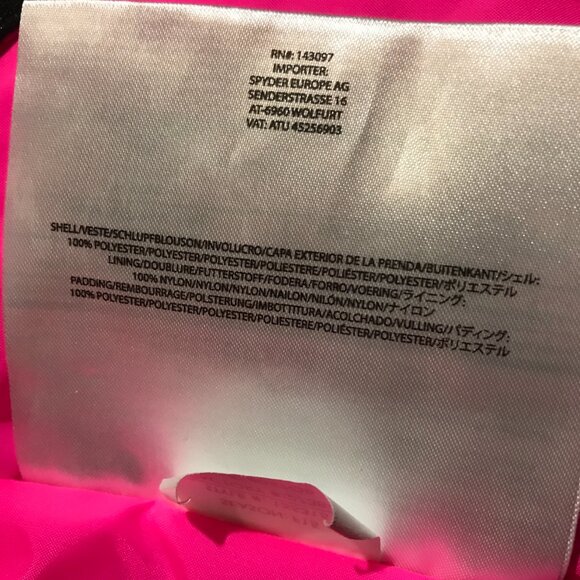 RN#: 143097
IMPORTER:
SPYDER EUROPE AG
SENDERSTRASSE 16
AT-6960 WOLFURT
VAT: ATU 45256903
SHELL/VESTE/SCHLUPFBLOUSON/INVOLUCRO/CAPA EXTERIOR DE LA PRENDA/BUITENKANT/シェル:
100% POLYESTER/POLYESTER/POLYESTER/POLIESTERE/POLIÉSTER/POLYESTER/ポリエステル
LINING/DOUBLURE/FUTTERSTOFF/FODERA/FORRO/VOERING/ライニング:
100% NYLON/NYLON/NYLON/NAILON/NILÓN/NYLON/ナイロン
PADDING/REMBOURRAGE/POLSTERUNG/IMBOTTITURA/ACOLCHADO/VULLING/パディング:
100% POLYESTER/POLYESTER/POLYESTER/POLIESTERE/POLIÉSTER/POLYESTER/ポリエステル